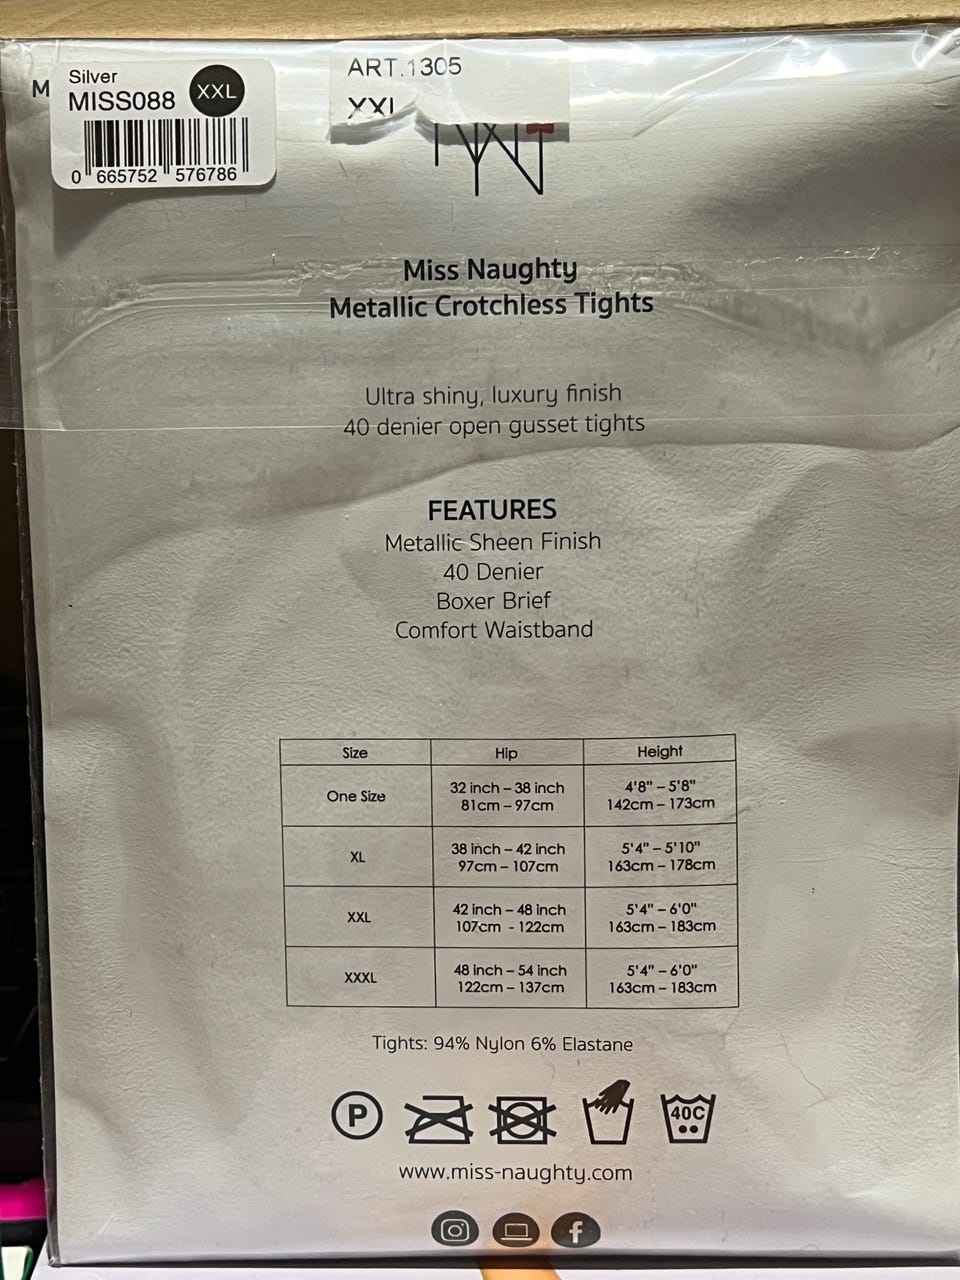 M
Silver
MISS088
XXL
0 665752 576786
ART.1305
XXL
Miss Naughty
Metallic Crotchless Tights
Ultra shiny, luxury finish
40 denier open gusset tights
FEATURES
Metallic Sheen Finish
40 Denier
Boxer Brief
Comfort Waistband
Size Hip Height
One Size 32 inch – 38 inch 4'8" – 5'8"
81cm – 97cm 142cm – 173cm
XL 38 inch – 42 inch 5'4" – 5'10"
97cm – 107cm 163cm – 178cm
XXL 42 inch – 48 inch 5'4" – 6'0"
107cm - 122cm 163cm – 183cm
XXXL 48 inch – 54 inch 5'4" – 6'0"
122cm – 137cm 163cm – 183cm
Tights: 94% Nylon 6% Elastane
P
40C
www.miss-naughty.com
f